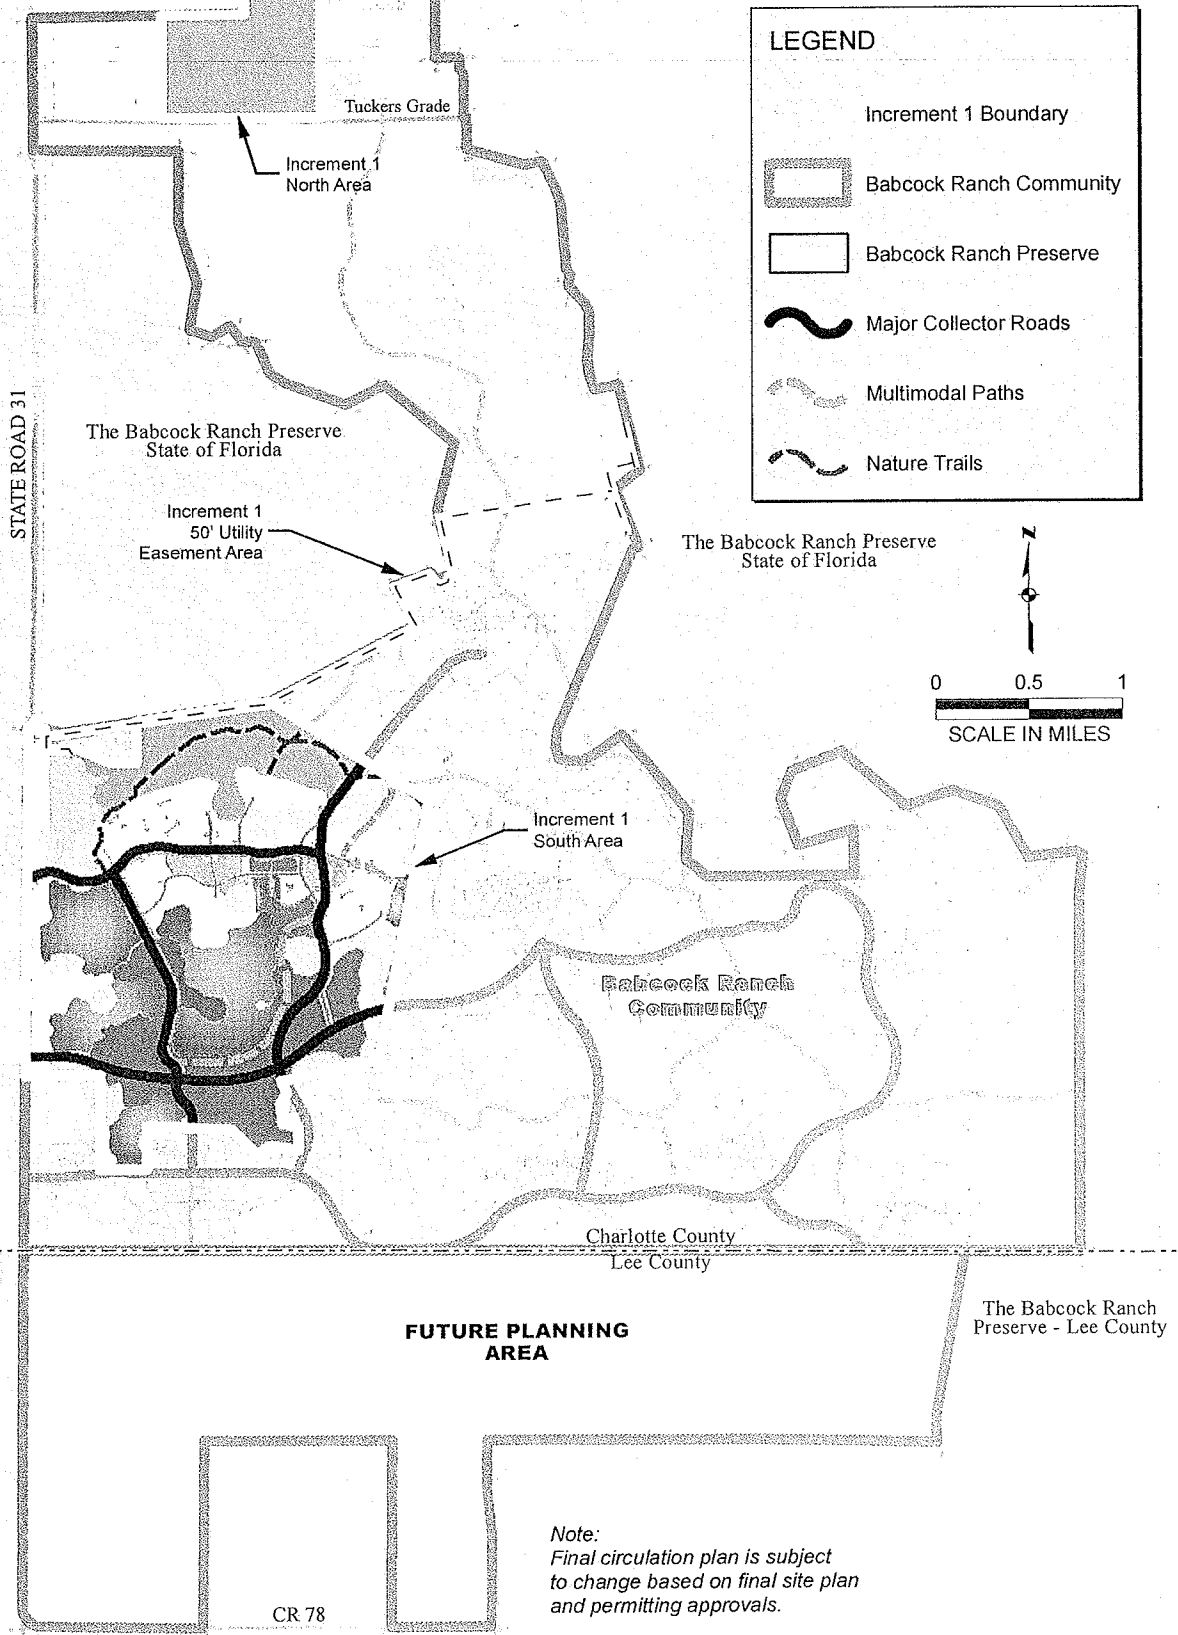 LEGEND
Increment 1 Boundary
Babcock Ranch Community
Babcock Ranch Preserve
Major Collector Roads
Multimodal Paths
Nature Trails
Tuckers Grade
Increment 1
North Area
STATE ROAD 31
The Babcock Ranch Preserve
State of Florida
Increment 1
50' Utility
Easement Area
The Babcock Ranch Preserve
State of Florida
N
0 0.5 1
SCALE IN MILES
Increment 1
South Area
Babcock Ranch
Community
Charlotte County
Lee County
The Babcock Ranch
Preserve - Lee County
FUTURE PLANNING
AREA
Note:
Final circulation plan is subject
to change based on final site plan
and permitting approvals.
CR 78